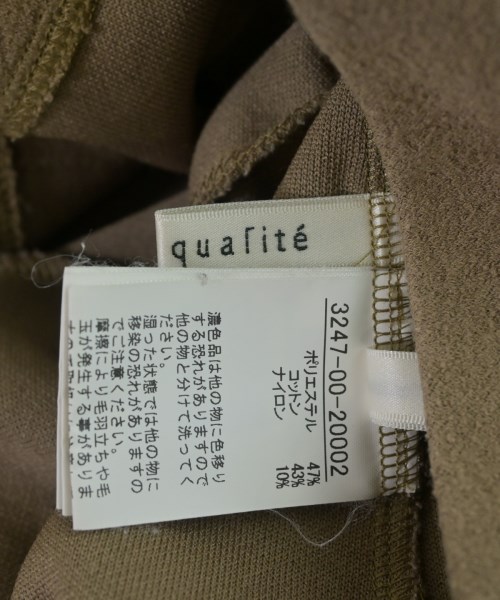 qualité
3247-00-20002
ポリエステル 47%
コットン 43%
ナイロン 10%
濃色品は他の物に色移り
する恐れがありますので
他の物と分けて洗ってく
ださい。
湿った状態では他の物に
移染の恐れがありますの
でご注意ください。
摩擦により毛羽立ちや毛
玉が発生する事がありま